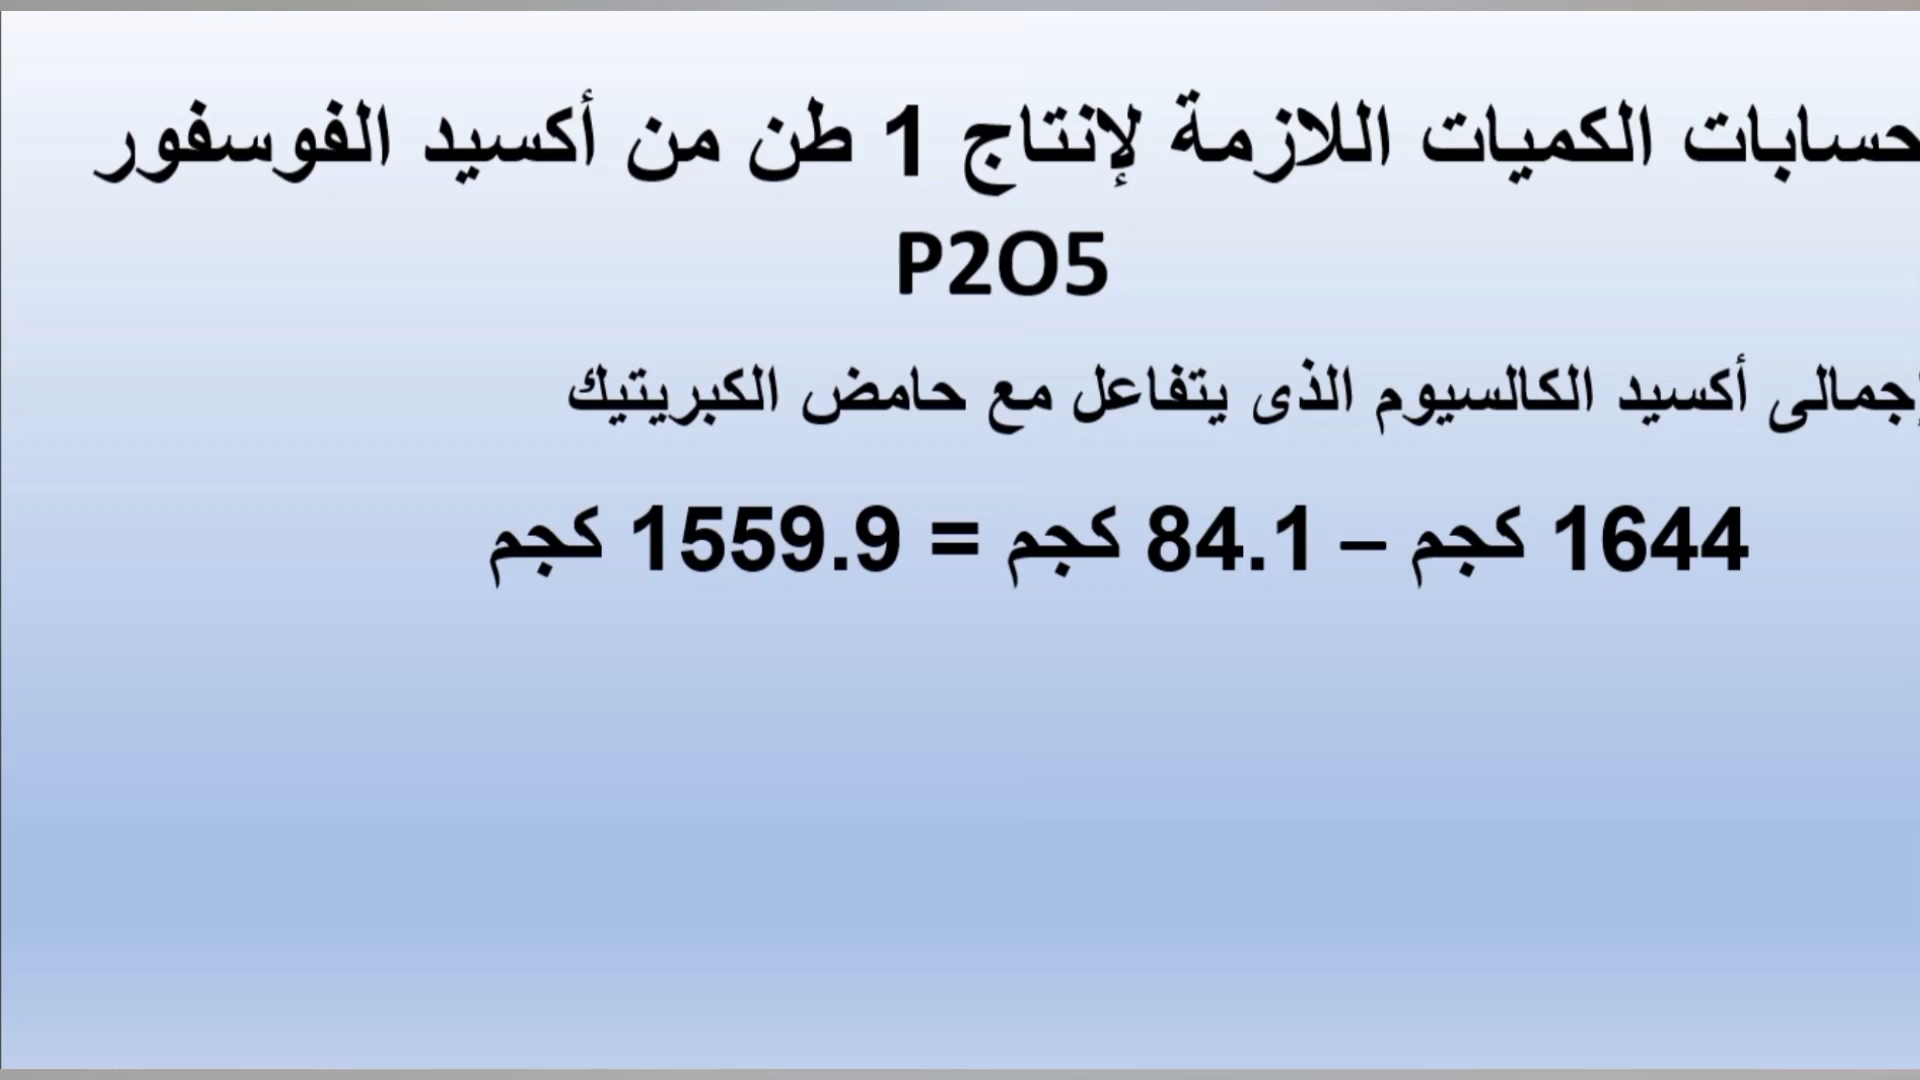 حسابات الكميات اللازمة لإنتاج 1 طن من أكسيد الفوسفور
P2O5
إجمالى أكسيد الكالسيوم الذى يتفاعل مع حامض الكبريتيك
1644 كجم – 84.1 كجم = 1559.9 كجم